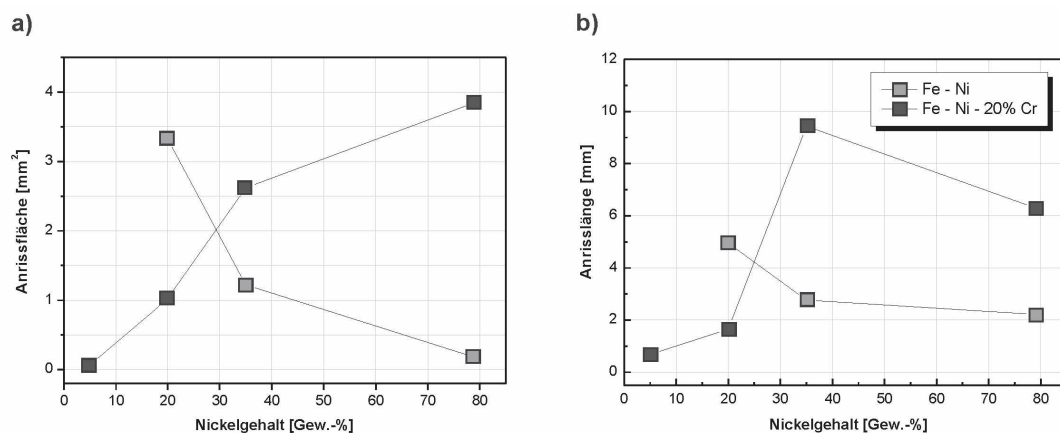 a)
Anrissfläche [mm²]
4
3
2
1
0
0 10 20 30 40 50 60 70 80
Nickelgehalt [Gew.-%]
b)
Anrisslänge [mm]
12
10
8
6
4
2
0
0 10 20 30 40 50 60 70 80
Nickelgehalt [Gew.-%]
Fe - Ni
Fe - Ni - 20% Cr